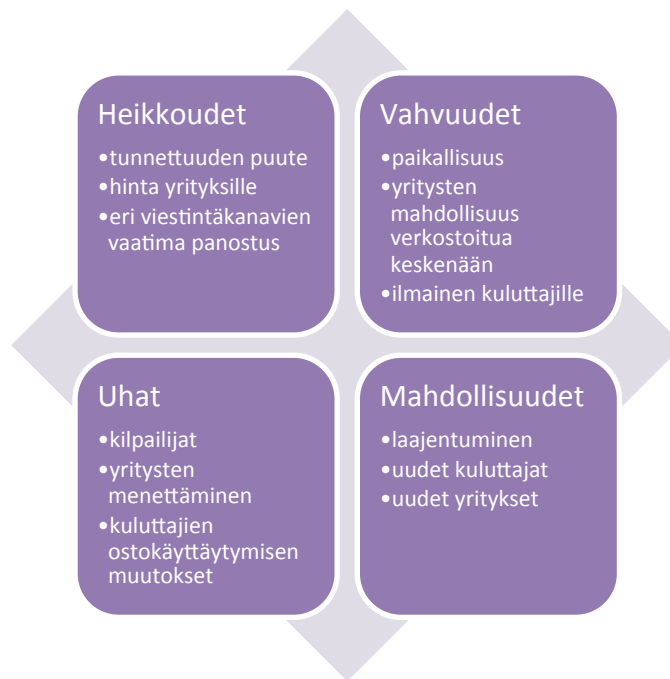 Heikkoudet
•tunnettuuden puute
•hinta yrityksille
•eri viestintäkanavien
vaatima panostus
Vahvuudet
•paikallisuus
•yritysten
mahdollisuus
verkostoitua
keskenään
•ilmainen kuluttajille
Uhat
•kilpailijat
•yritysten
menettäminen
•kuluttajien
ostokäyttäytymisen
muutokset
Mahdollisuudet
•laajentuminen
•uudet kuluttajat
•uudet yritykset